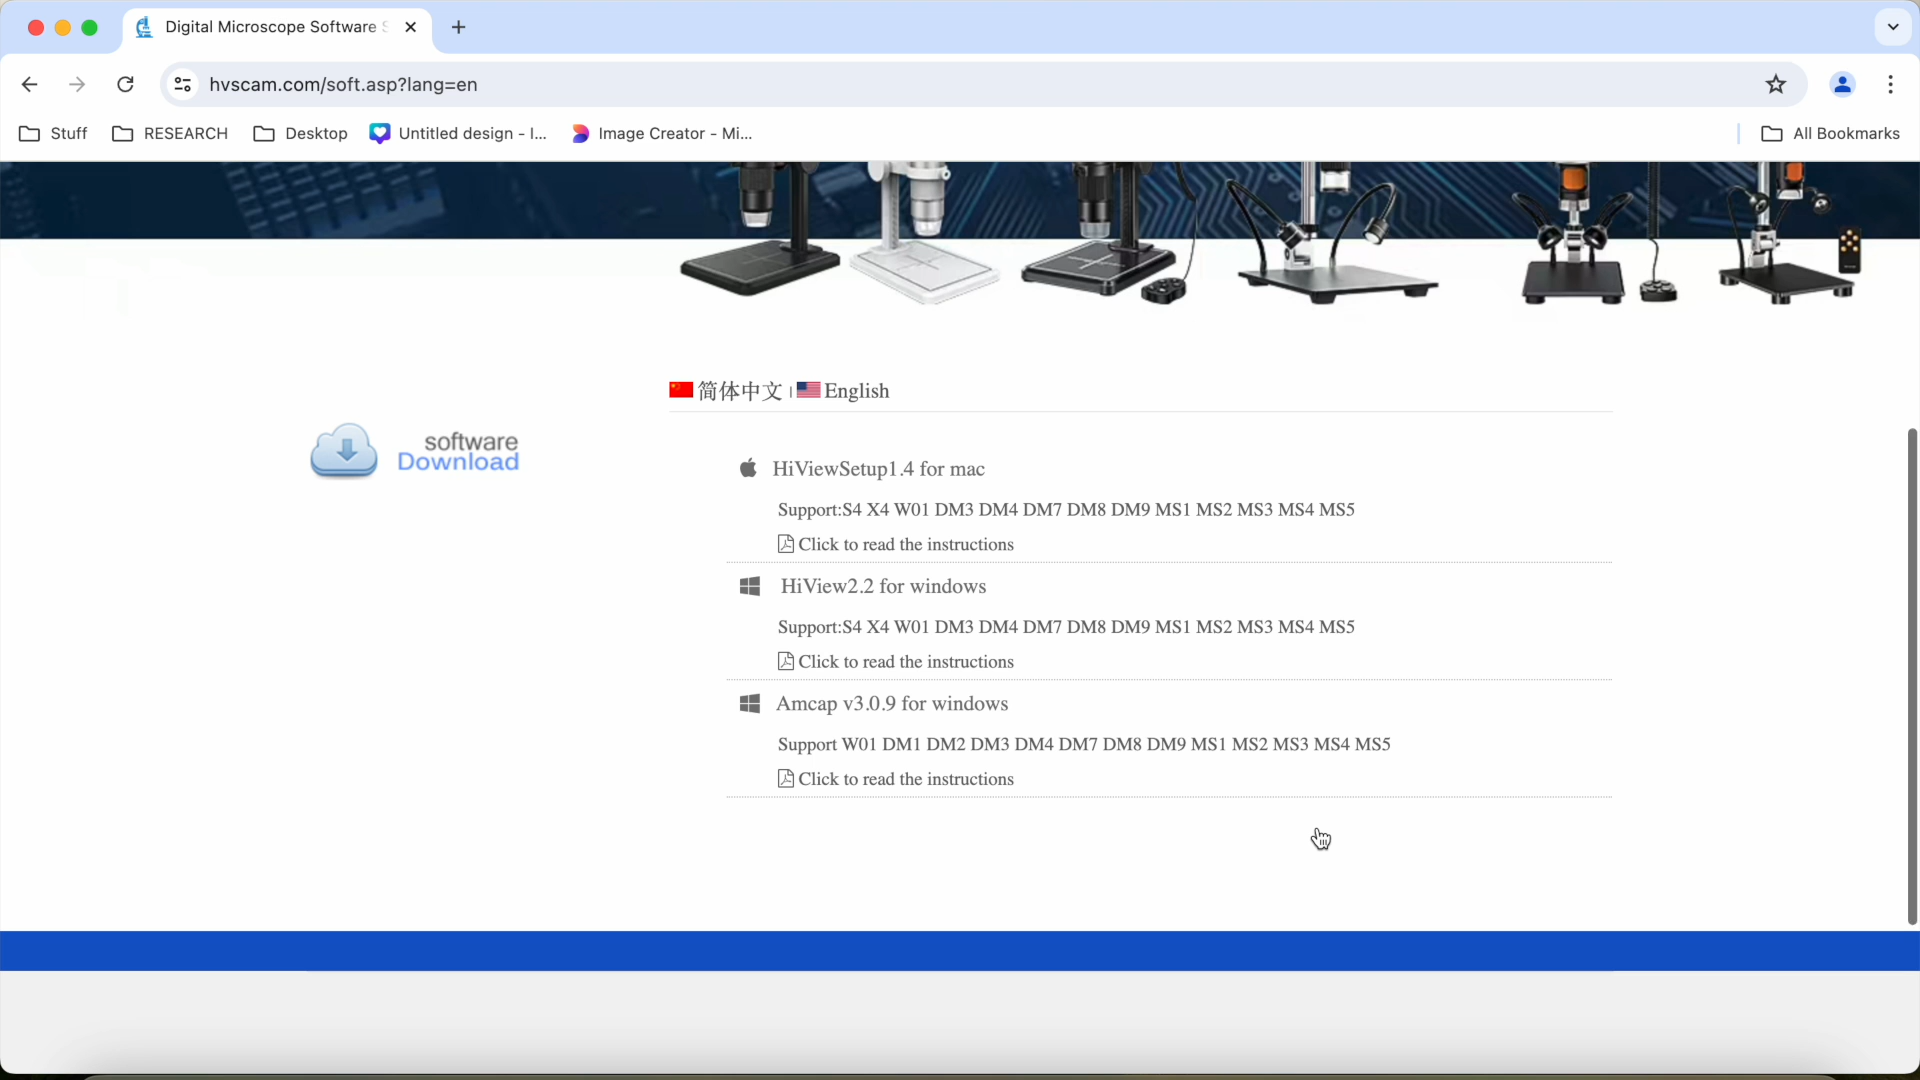 Digital Microscope Software S
hvscam.com/soft.asp?lang=en
Stuff RESEARCH Desktop Untitled design - I... Image Creator - Mi... All Bookmarks
简体中文 | English
software
Download
HiViewSetup1.4 for mac
Support:S4 X4 W01 DM3 DM4 DM7 DM8 DM9 MS1 MS2 MS3 MS4 MS5
Click to read the instructions
HiView2.2 for windows
Support:S4 X4 W01 DM3 DM4 DM7 DM8 DM9 MS1 MS2 MS3 MS4 MS5
Click to read the instructions
Amcap v3.0.9 for windows
Support W01 DM1 DM2 DM3 DM4 DM7 DM8 DM9 MS1 MS2 MS3 MS4 MS5
Click to read the instructions